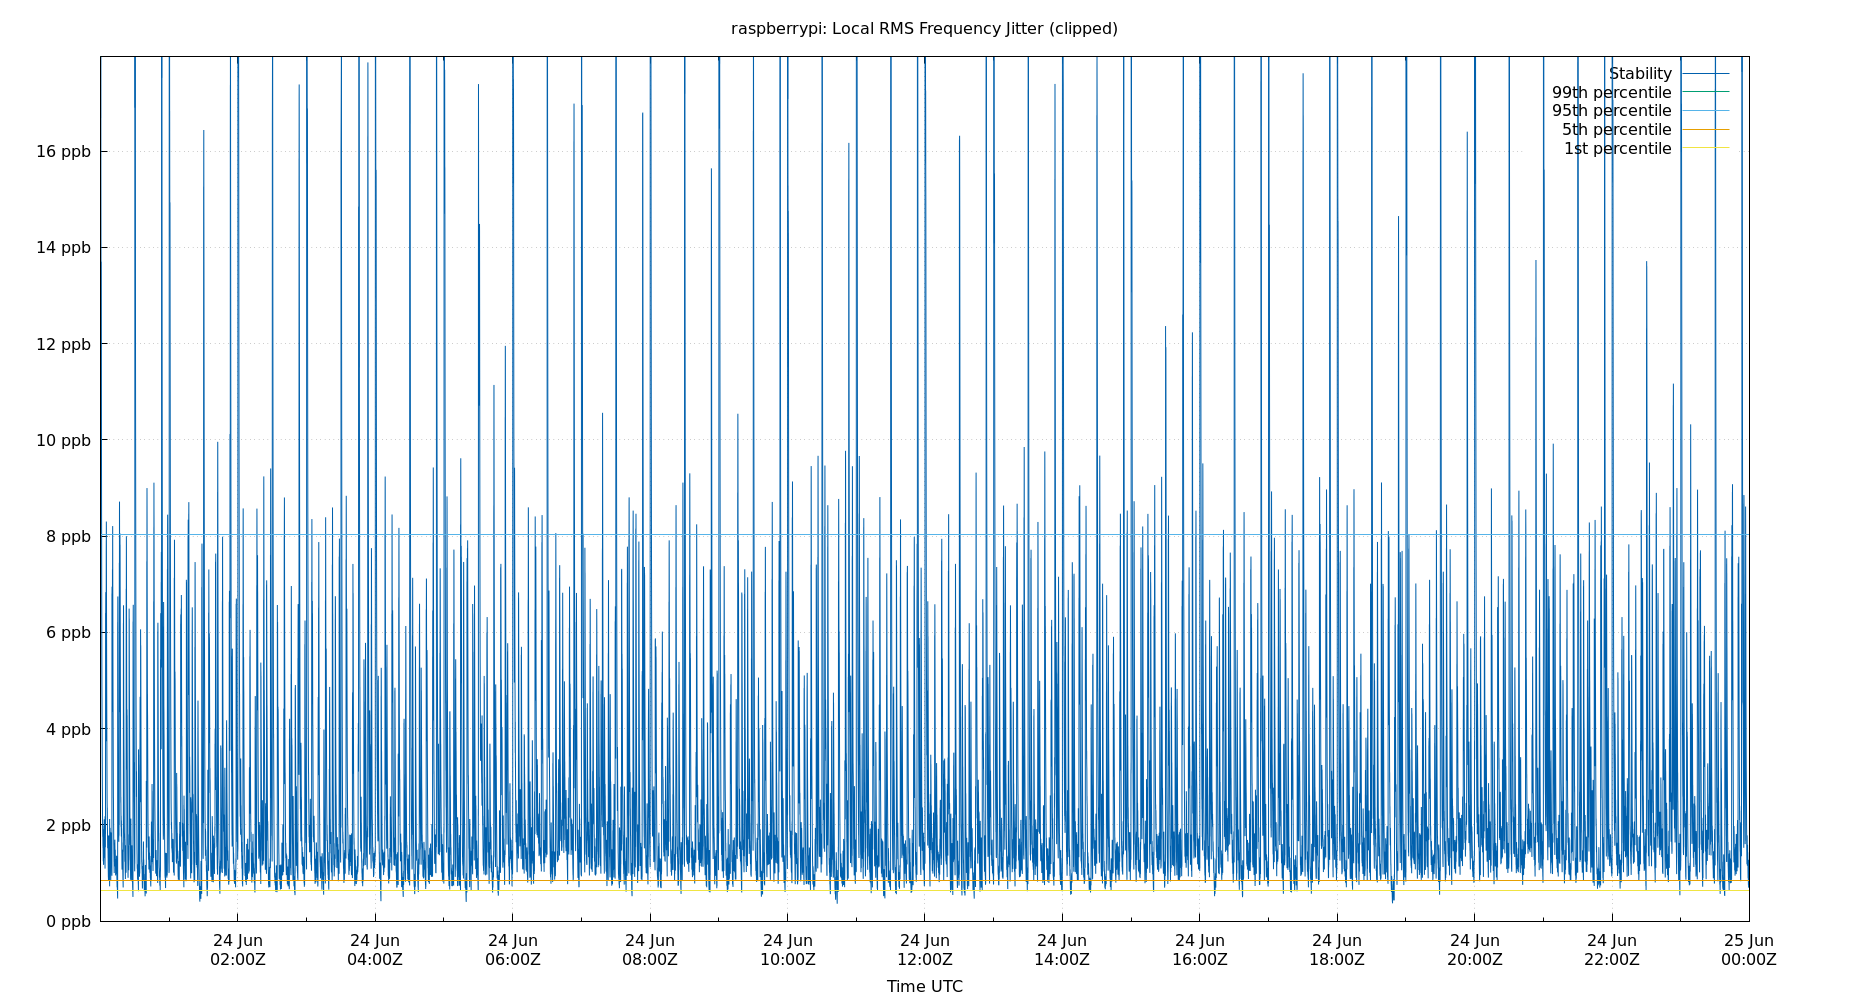 raspberrypi: Local RMS Frequency Jitter (clipped)
Stability
99th percentile
95th percentile
5th percentile
1st percentile
16 ppb
14 ppb
12 ppb
10 ppb
8 ppb
6 ppb
4 ppb
2 ppb
0 ppb
24 Jun 24 Jun 24 Jun 24 Jun 24 Jun 24 Jun 24 Jun 24 Jun 24 Jun 24 Jun 24 Jun 25 Jun
02:00Z 04:00Z 06:00Z 08:00Z 10:00Z 12:00Z 14:00Z 16:00Z 18:00Z 20:00Z 22:00Z 00:00Z
Time UTC